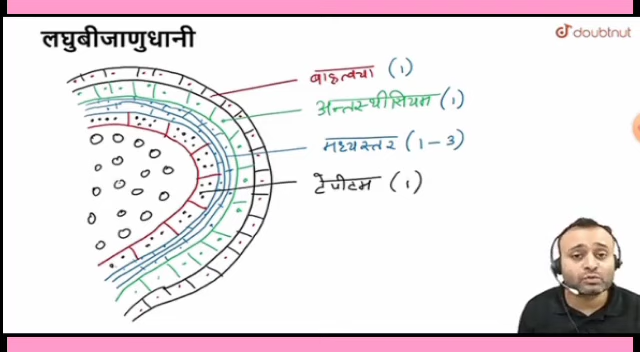 लघुबीजाणुधानी
doubtnut
बाह्यत्वचा (1)
अन्तस्थीसियम (1)
मध्यस्तर (1-3)
टेपीटम (1)